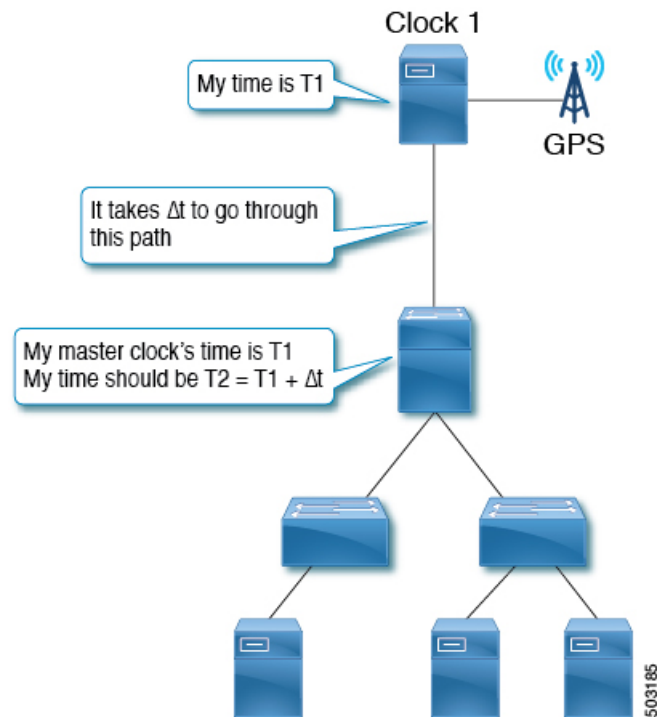 Clock 1
My time is T1
GPS
It takes Δt to go through
this path
My master clock's time is T1
My time should be T2 = T1 + Δt
503185